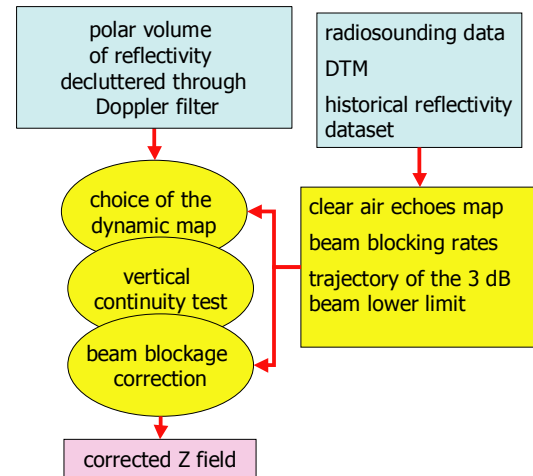 polar volume
of reflectivity
decluttered through
Doppler filter
radiosounding data
DTM
historical reflectivity
dataset
choice of the
dynamic map
vertical
continuity test
beam blockage
correction
clear air echoes map
beam blocking rates
trajectory of the 3 dB
beam lower limit
corrected Z field